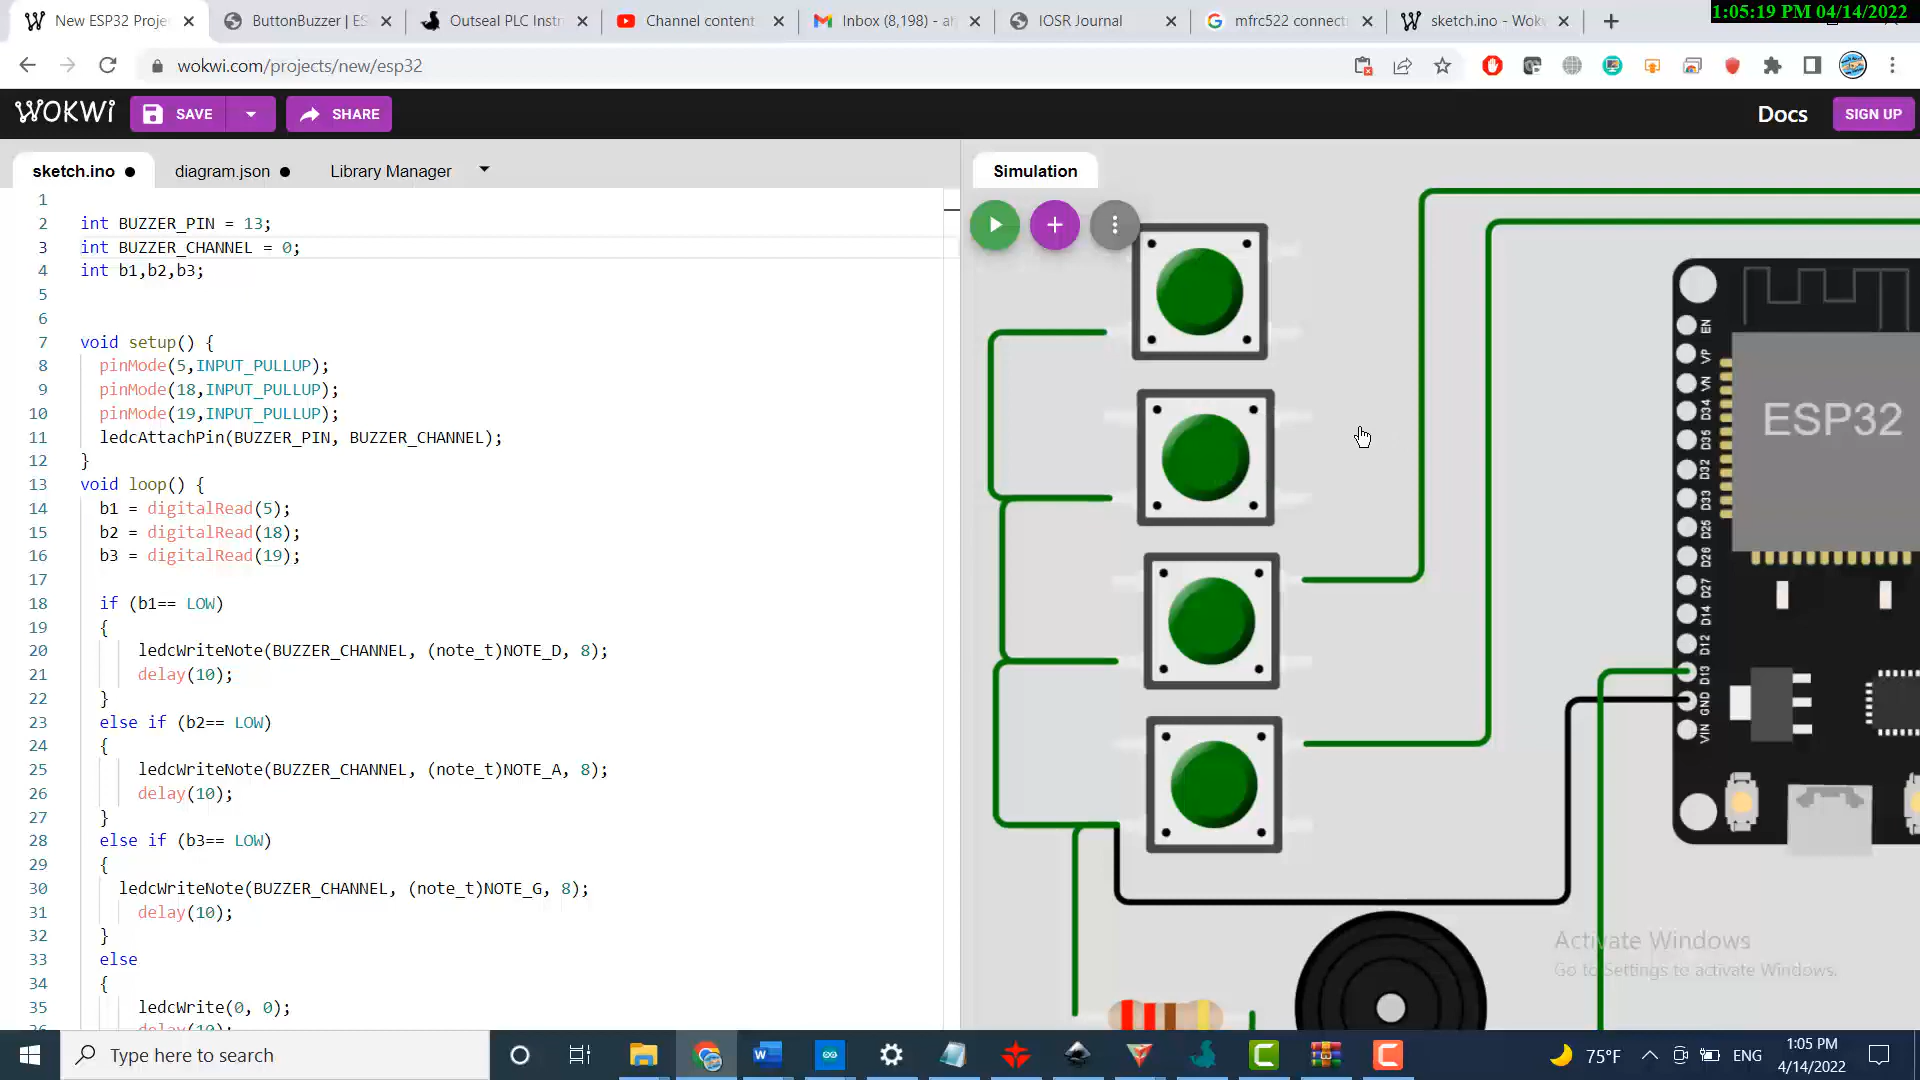 New ESP32 Proje
ButtonBuzzer | ES
Outseal PLC Instr
Channel content
Inbox (8,198) - a
IOSR Journal
mfrc522 connect
sketch.ino - Wok
1:05:19 PM 04/14/2022
wokwi.com/projects/new/esp32
WOKWi
SAVE
SHARE
Docs
SIGN UP
sketch.ino
diagram.json
Library Manager
Simulation
1
2 int BUZZER_PIN = 13;
3 int BUZZER_CHANNEL = 0;
4 int b1,b2,b3;
5
6
7 void setup() {
8 pinMode(5,INPUT_PULLUP);
9 pinMode(18,INPUT_PULLUP);
10 pinMode(19,INPUT_PULLUP);
11 ledcAttachPin(BUZZER_PIN, BUZZER_CHANNEL);
12 }
13 void loop() {
14 b1 = digitalRead(5);
15 b2 = digitalRead(18);
16 b3 = digitalRead(19);
17
18 if (b1== LOW)
19 {
20 ledcWriteNote(BUZZER_CHANNEL, (note_t)NOTE_D, 8);
21 delay(10);
22 }
23 else if (b2== LOW)
24 {
25 ledcWriteNote(BUZZER_CHANNEL, (note_t)NOTE_A, 8);
26 delay(10);
27 }
28 else if (b3== LOW)
29 {
30 ledcWriteNote(BUZZER_CHANNEL, (note_t)NOTE_G, 8);
31 delay(10);
32 }
33 else
34 {
35 ledcWrite(0, 0);
36 delay(10);
EN
VP
VN
D34
D35
D32
D33
D25
D26
D27
D14
D12
D13
GND
VIN
ESP32
Activate Windows
Go to Settings to activate Windows.
Type here to search
75°F
ENG
1:05 PM
4/14/2022